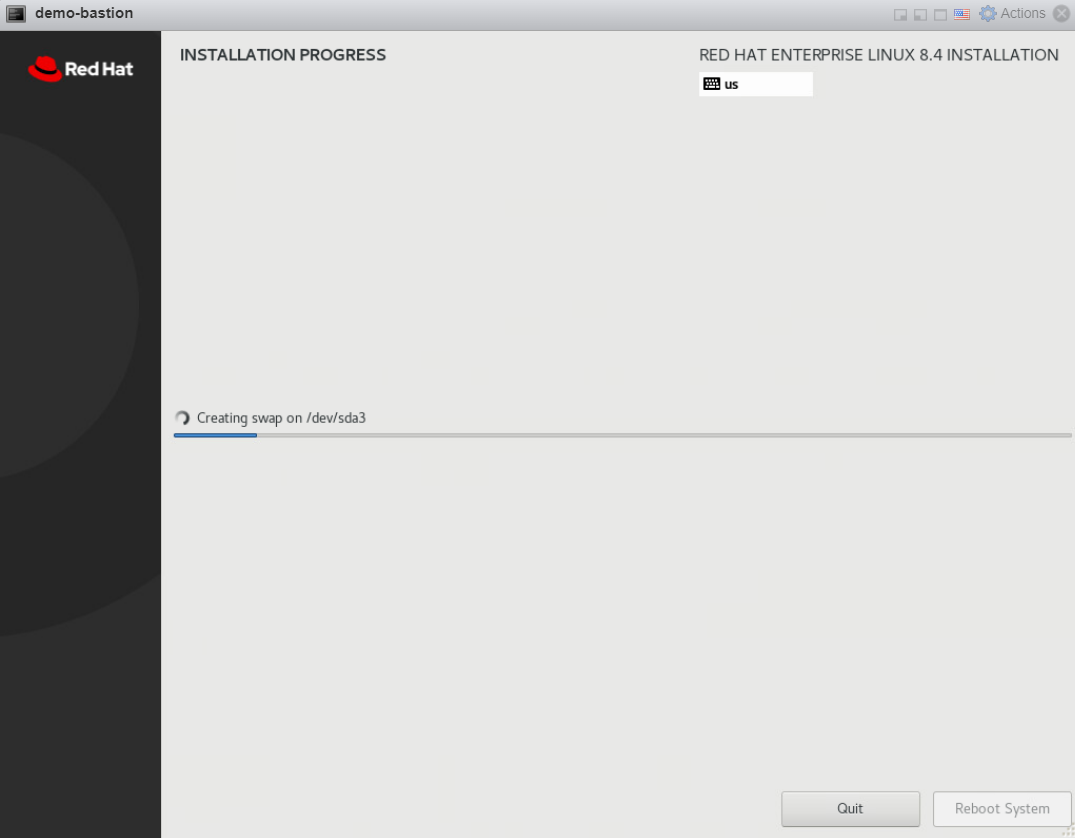 demo-bastion
Actions
Red Hat
INSTALLATION PROGRESS
RED HAT ENTERPRISE LINUX 8.4 INSTALLATION
us
Creating swap on /dev/sda3
Quit
Reboot System